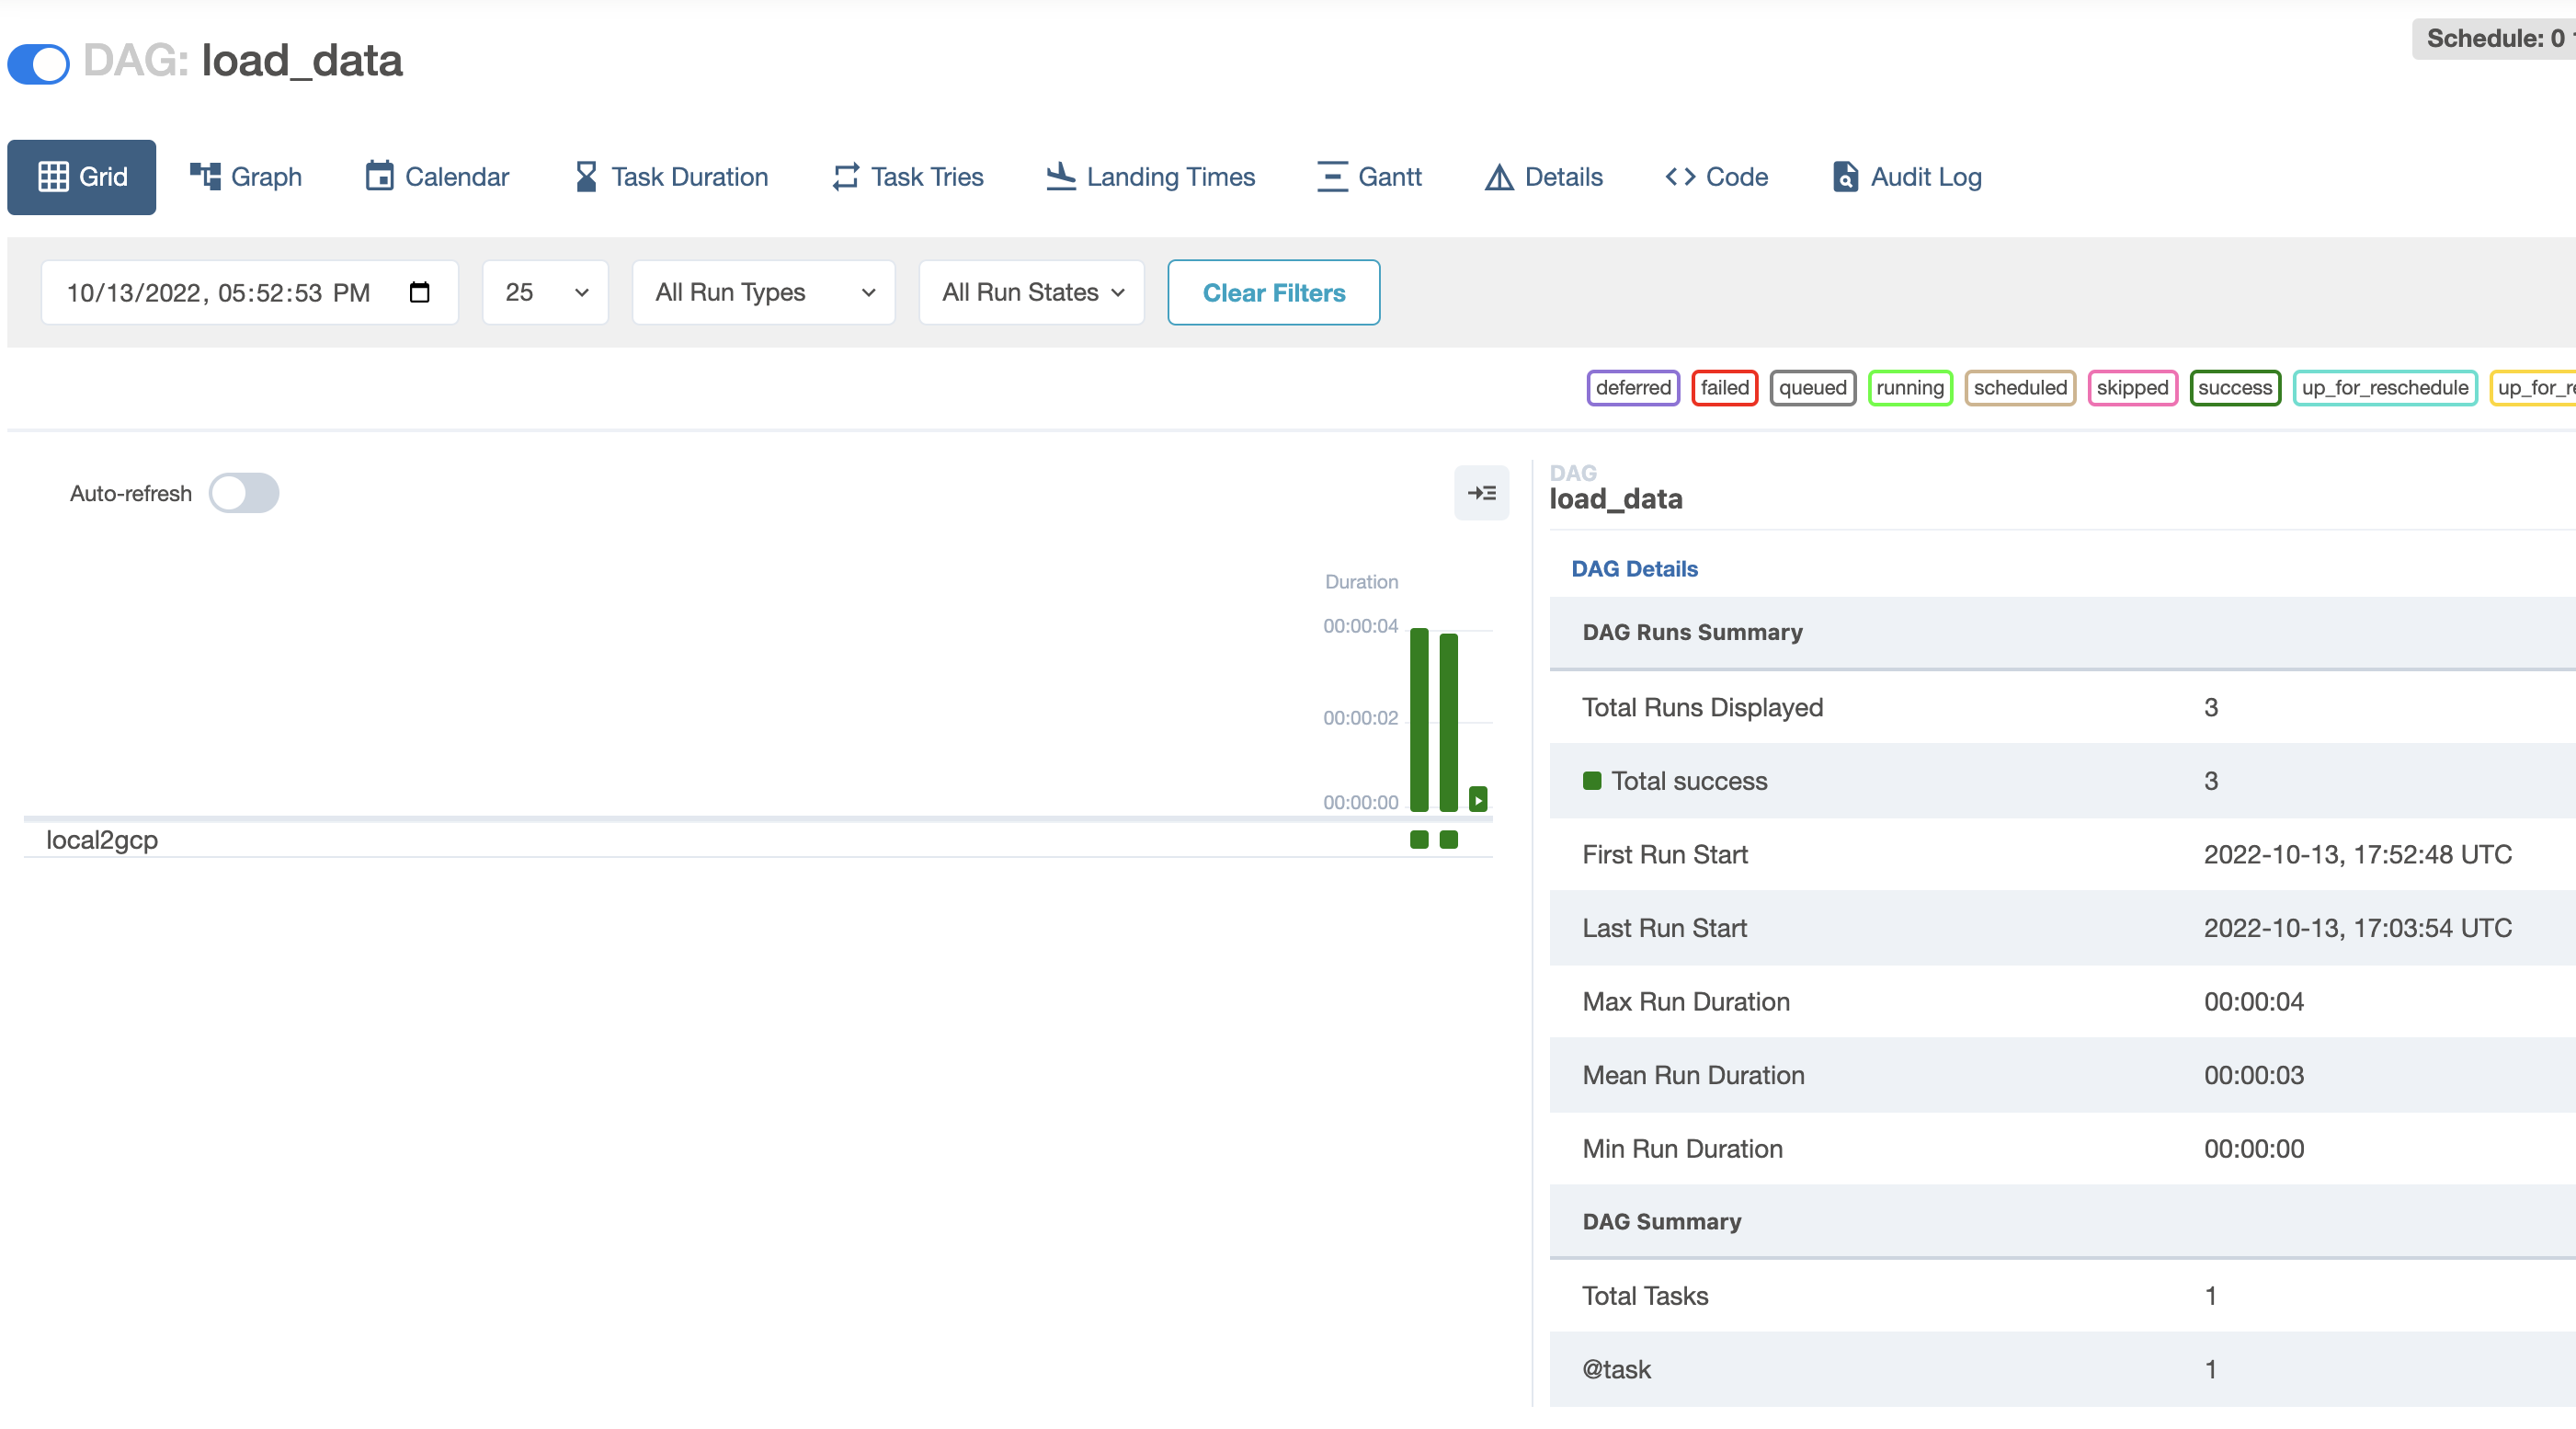 DAG: load_data
Schedule: 0
Grid
Graph
Calendar
Task Duration
Task Tries
Landing Times
Gantt
Details
Code
Audit Log
10/13/2022, 05:52:53 PM
25
All Run Types
All Run States
Clear Filters
deferred
failed
queued
running
scheduled
skipped
success
up_for_reschedule
up_for_re
Auto-refresh
Duration
00:00:04
00:00:02
00:00:00
local2gcp
DAG
load_data
DAG Details
DAG Runs Summary
Total Runs Displayed 3
Total success 3
First Run Start 2022-10-13, 17:52:48 UTC
Last Run Start 2022-10-13, 17:03:54 UTC
Max Run Duration 00:00:04
Mean Run Duration 00:00:03
Min Run Duration 00:00:00
DAG Summary
Total Tasks 1
@task 1